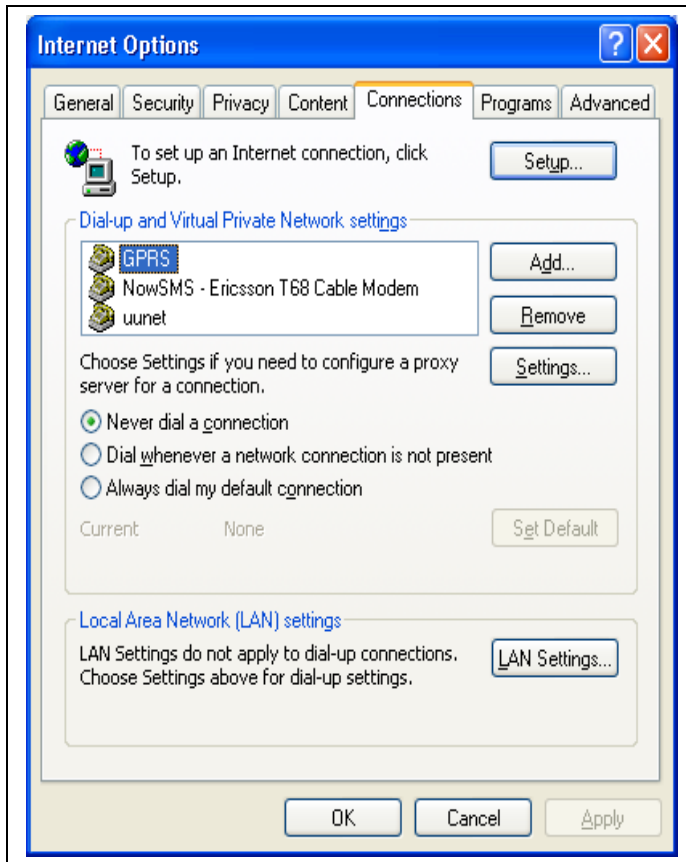 Internet Options
General Security Privacy Content Connections Programs Advanced
To set up an Internet connection, click
Setup.
Setup...
Dial-up and Virtual Private Network settings
GPRS
NowSMS - Ericsson T68 Cable Modem
uunet
Add...
Remove
Choose Settings if you need to configure a proxy
server for a connection.
Settings...
Never dial a connection
Dial whenever a network connection is not present
Always dial my default connection
Current None
Set Default
Local Area Network (LAN) settings
LAN Settings do not apply to dial-up connections.
Choose Settings above for dial-up settings.
LAN Settings...
OK Cancel Apply